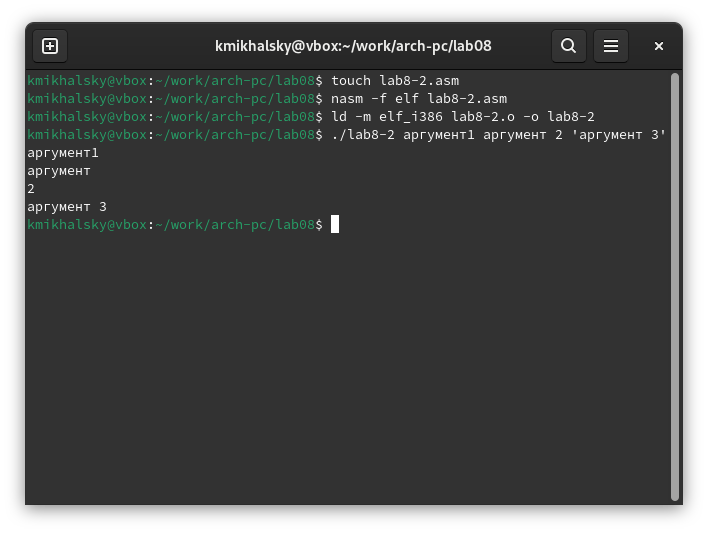 kmikhalsky@vbox:~/work/arch-pc/lab08
kmikhalsky@vbox:~/work/arch-pc/lab08$ touch lab8-2.asm
kmikhalsky@vbox:~/work/arch-pc/lab08$ nasm -f elf lab8-2.asm
kmikhalsky@vbox:~/work/arch-pc/lab08$ ld -m elf_i386 lab8-2.o -o lab8-2
kmikhalsky@vbox:~/work/arch-pc/lab08$ ./lab8-2 аргумент1 аргумент 2 'аргумент 3'
аргумент1
аргумент
2
аргумент 3
kmikhalsky@vbox:~/work/arch-pc/lab08$